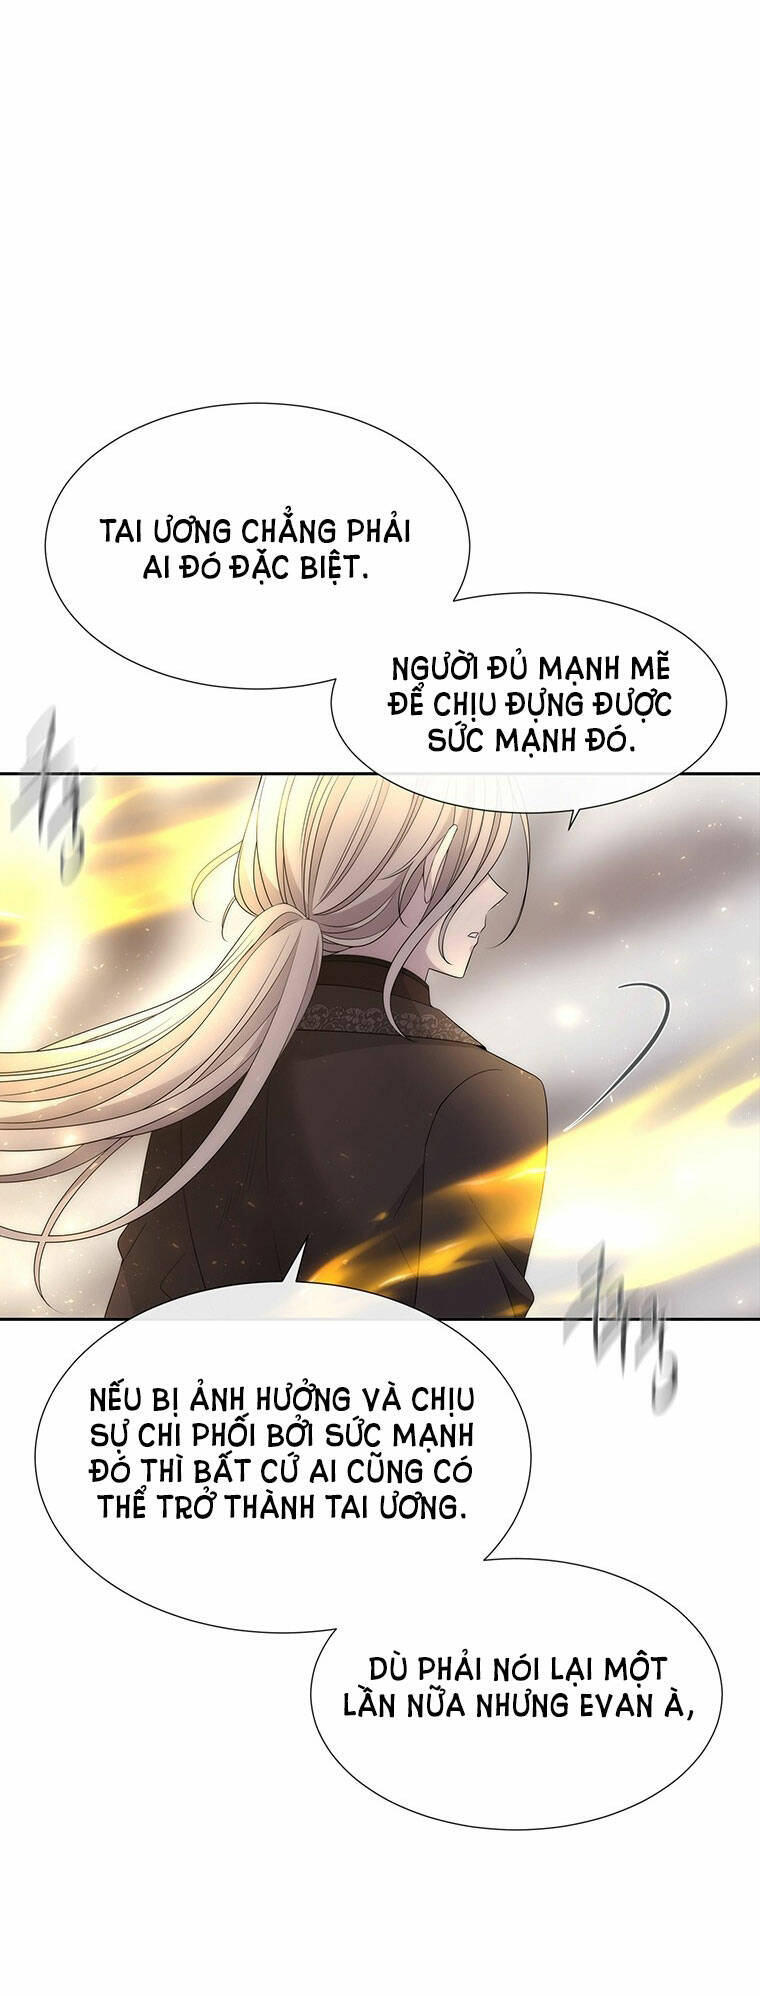 TAI ƯƠNG CHẲNG PHẢI
AI ĐÓ ĐẶC BIỆT.
NGƯỜI ĐỦ MẠNH MẼ
ĐỂ CHỊU ĐỰNG ĐƯỢC
SỨC MẠNH ĐÓ.
NẾU BỊ ẢNH HƯỞNG VÀ CHỊU
SỰ CHI PHỐI BỞI SỨC MẠNH
ĐÓ THÌ BẤT CỨ AI CŨNG CÓ
THỂ TRỞ THÀNH TAI ƯƠNG.
DÙ PHẢI NÓI LẠI MỘT
LẦN NỮA NHƯNG EVAN À,